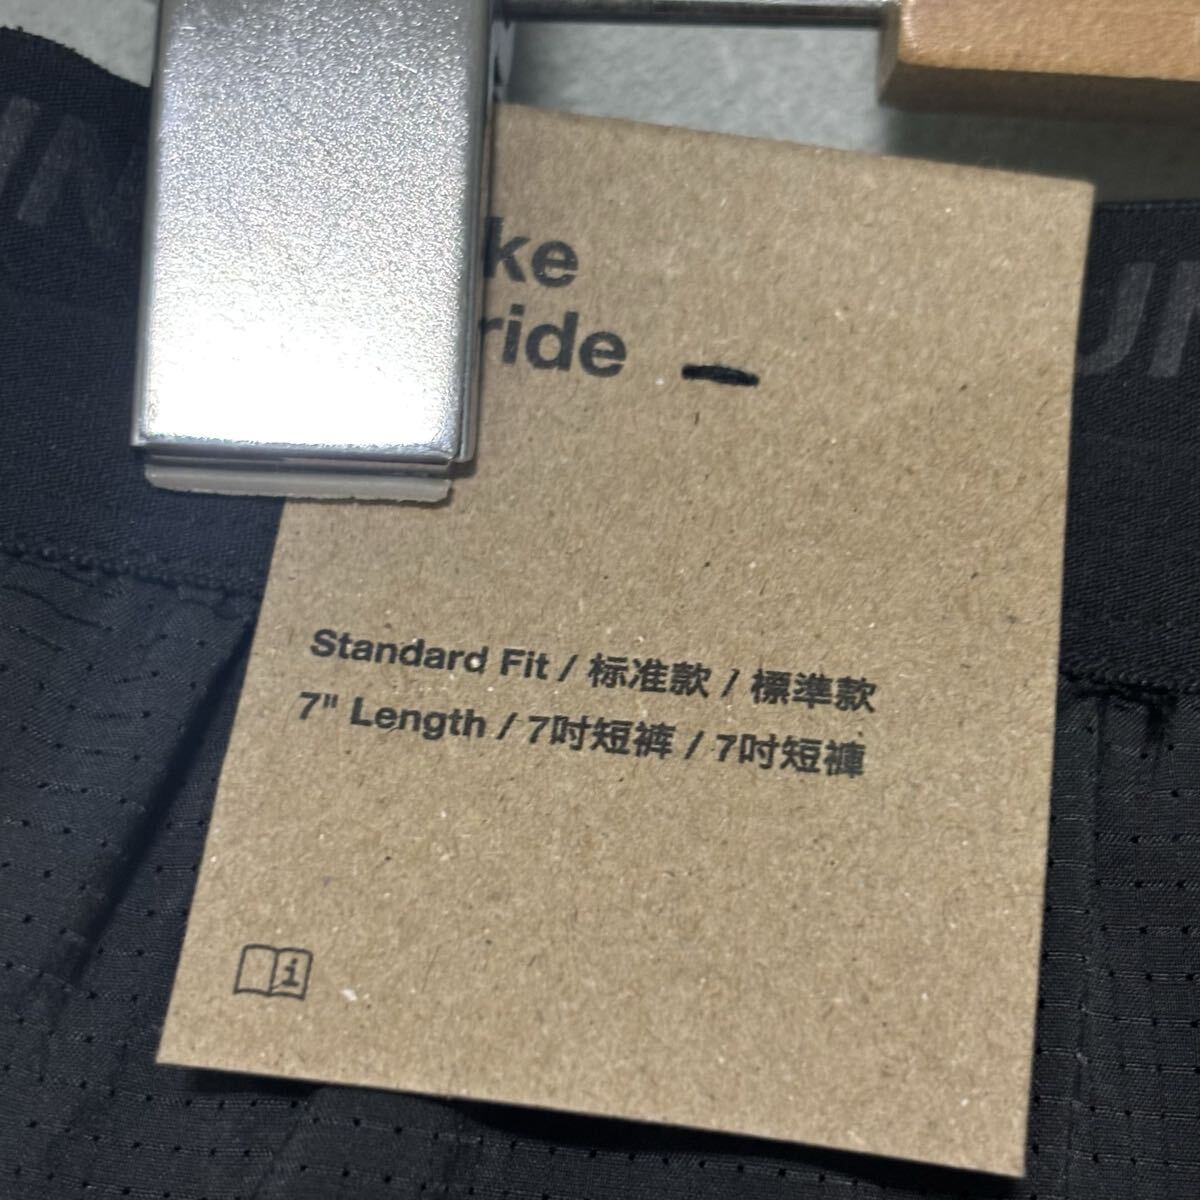 ke
ride
Standard Fit / 标准款 / 標準款
7" Length / 7吋短裤 / 7吋短褲
i